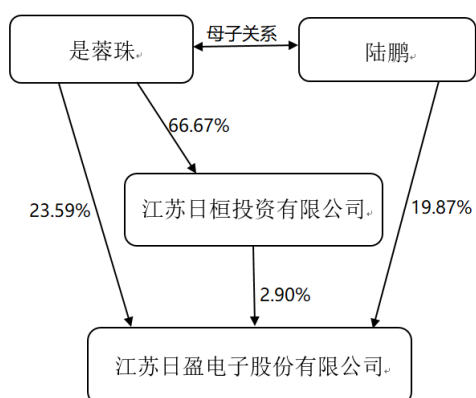 是蓉珠
母子关系
陆鹏
66.67%
23.59%
江苏日桓投资有限公司
19.87%
2.90%
江苏日盈电子股份有限公司